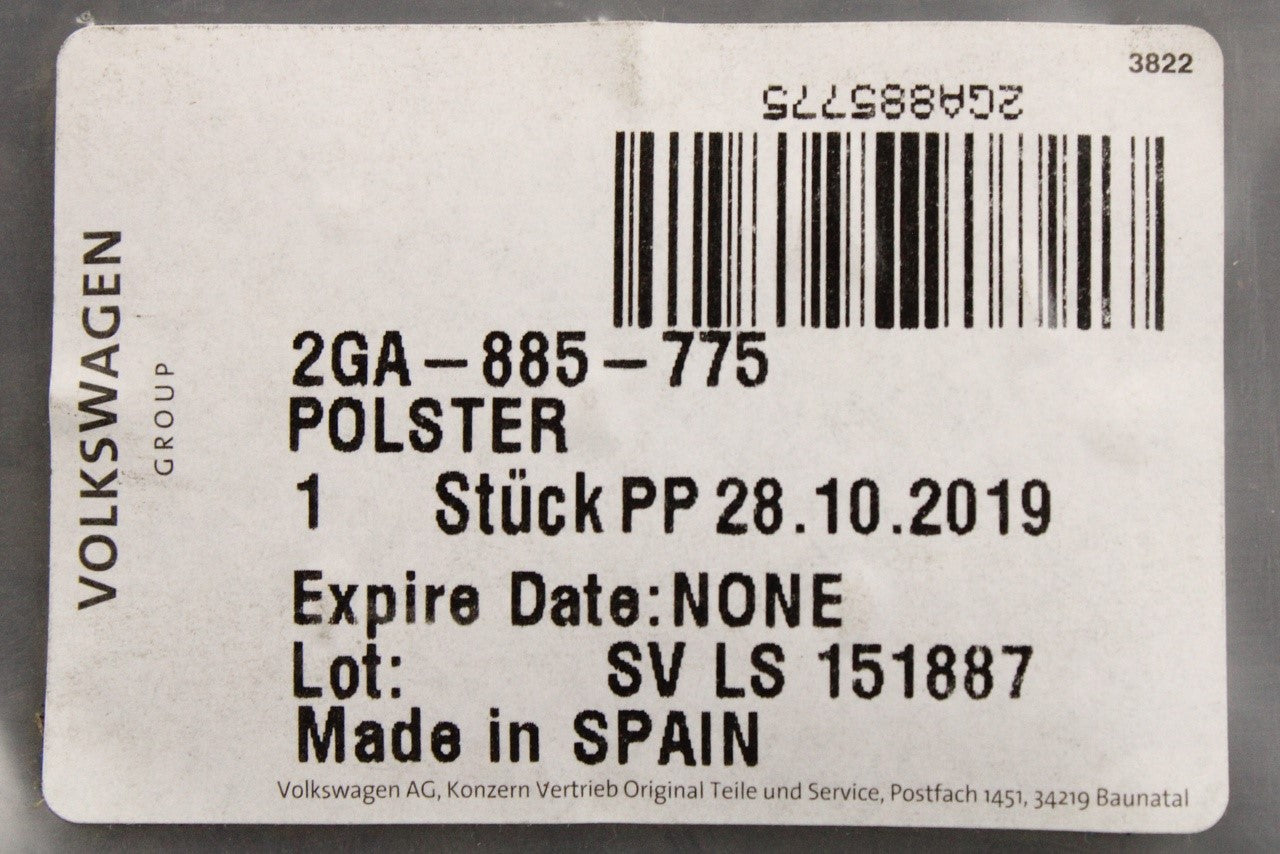 3822
2GA885775
VOLKSWAGEN
GROUP
2GA-885-775
POLSTER
1 Stück PP 28.10.2019
Expire Date:NONE
Lot: SV LS 151887
Made in SPAIN
Volkswagen AG, Konzern Vertrieb Original Teile und Service, Postfach 1451, 34219 Baunatal